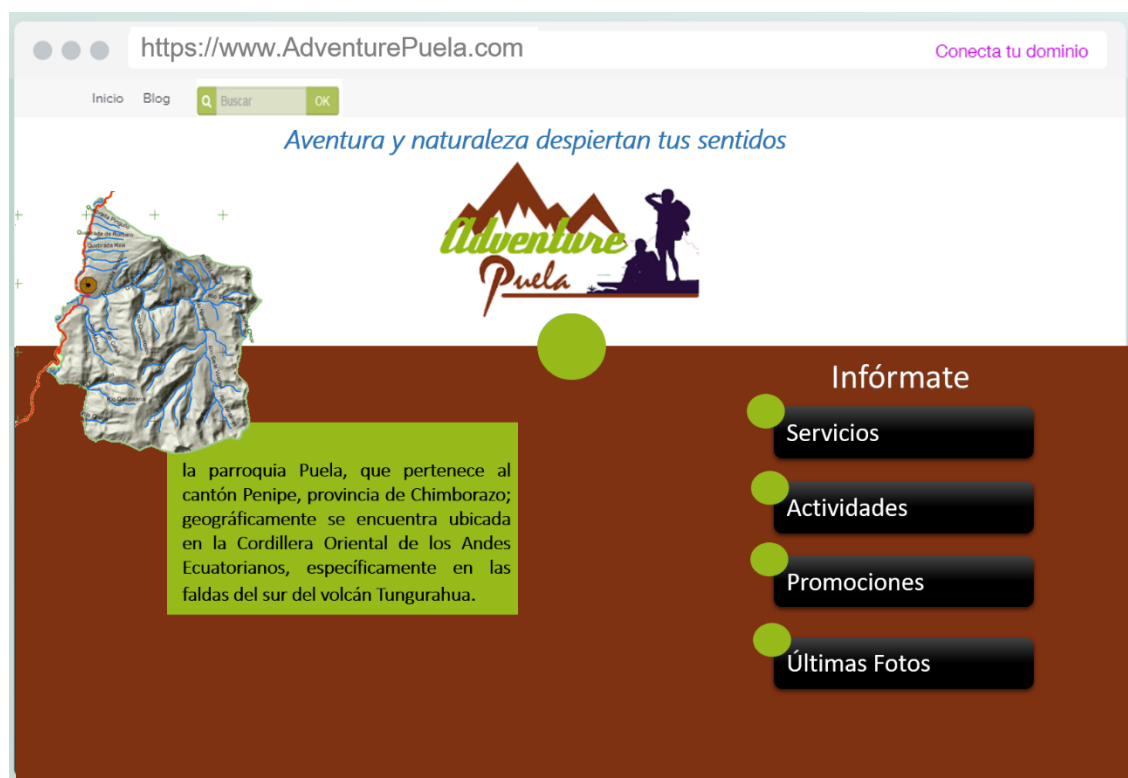 https://www.AdventurePuela.com
Conecta tu dominio
Inicio
Blog
Buscar
OK
Aventura y naturaleza despiertan tus sentidos
Adventure
Puela
Quebrada Kea
la parroquia Puela, que pertenece al
cantón Penipe, provincia de Chimborazo;
geográficamente se encuentra ubicada
en la Cordillera Oriental de los Andes
Ecuatorianos, específicamente en las
faldas del sur del volcán Tungurahua.
Infórmate
Servicios
Actividades
Promociones
Últimas Fotos